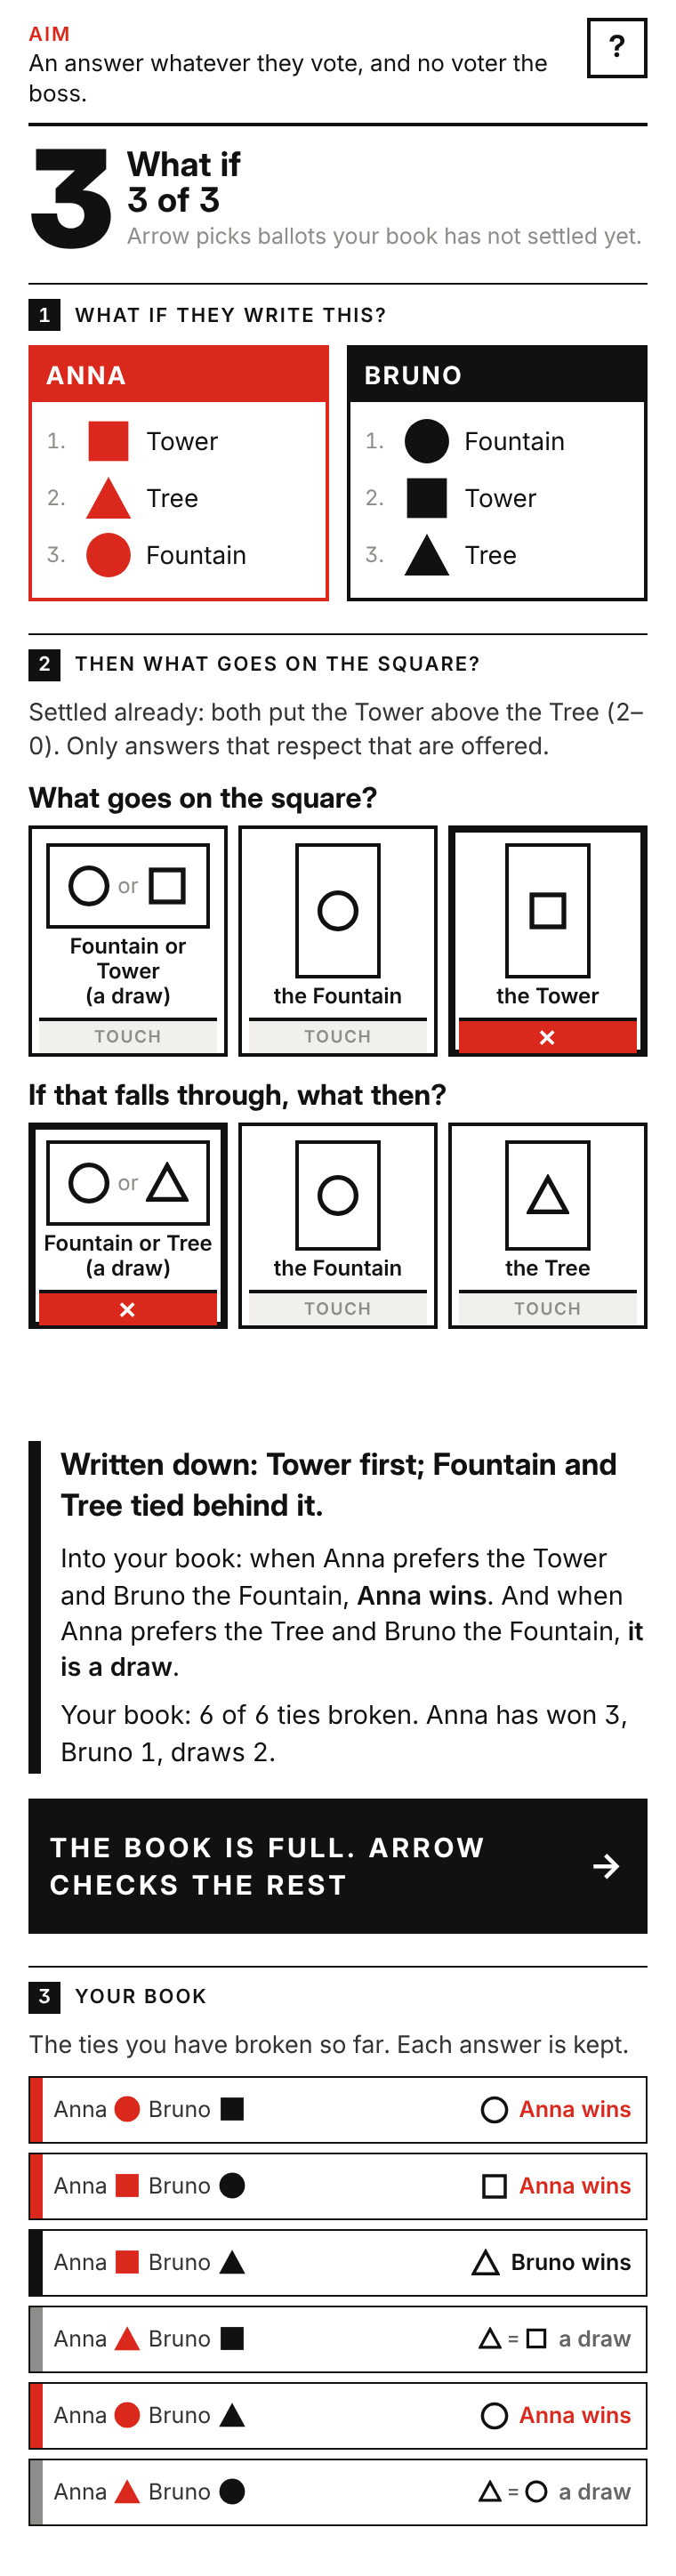 AIM
An answer whatever they vote, and no voter the
boss.
?
3
What if
3 of 3
Arrow picks ballots your book has not settled yet.
1 WHAT IF THEY WRITE THIS?
ANNA
1. Tower
2. Tree
3. Fountain
BRUNO
1. Fountain
2. Tower
3. Tree
2 THEN WHAT GOES ON THE SQUARE?
Settled already: both put the Tower above the Tree (2–
0). Only answers that respect that are offered.
What goes on the square?
or
Fountain or
Tower
(a draw)
TOUCH
the Fountain
TOUCH
the Tower
×
If that falls through, what then?
or
Fountain or Tree
(a draw)
×
the Fountain
TOUCH
the Tree
TOUCH
Written down: Tower first; Fountain and
Tree tied behind it.
Into your book: when Anna prefers the Tower
and Bruno the Fountain, Anna wins. And when
Anna prefers the Tree and Bruno the Fountain, it
is a draw.
Your book: 6 of 6 ties broken. Anna has won 3,
Bruno 1, draws 2.
THE BOOK IS FULL. ARROW
CHECKS THE REST →
3 YOUR BOOK
The ties you have broken so far. Each answer is kept.
Anna Bruno Anna wins
Anna Bruno Anna wins
Anna Bruno Bruno wins
Anna Bruno = a draw
Anna Bruno Anna wins
Anna Bruno = a draw